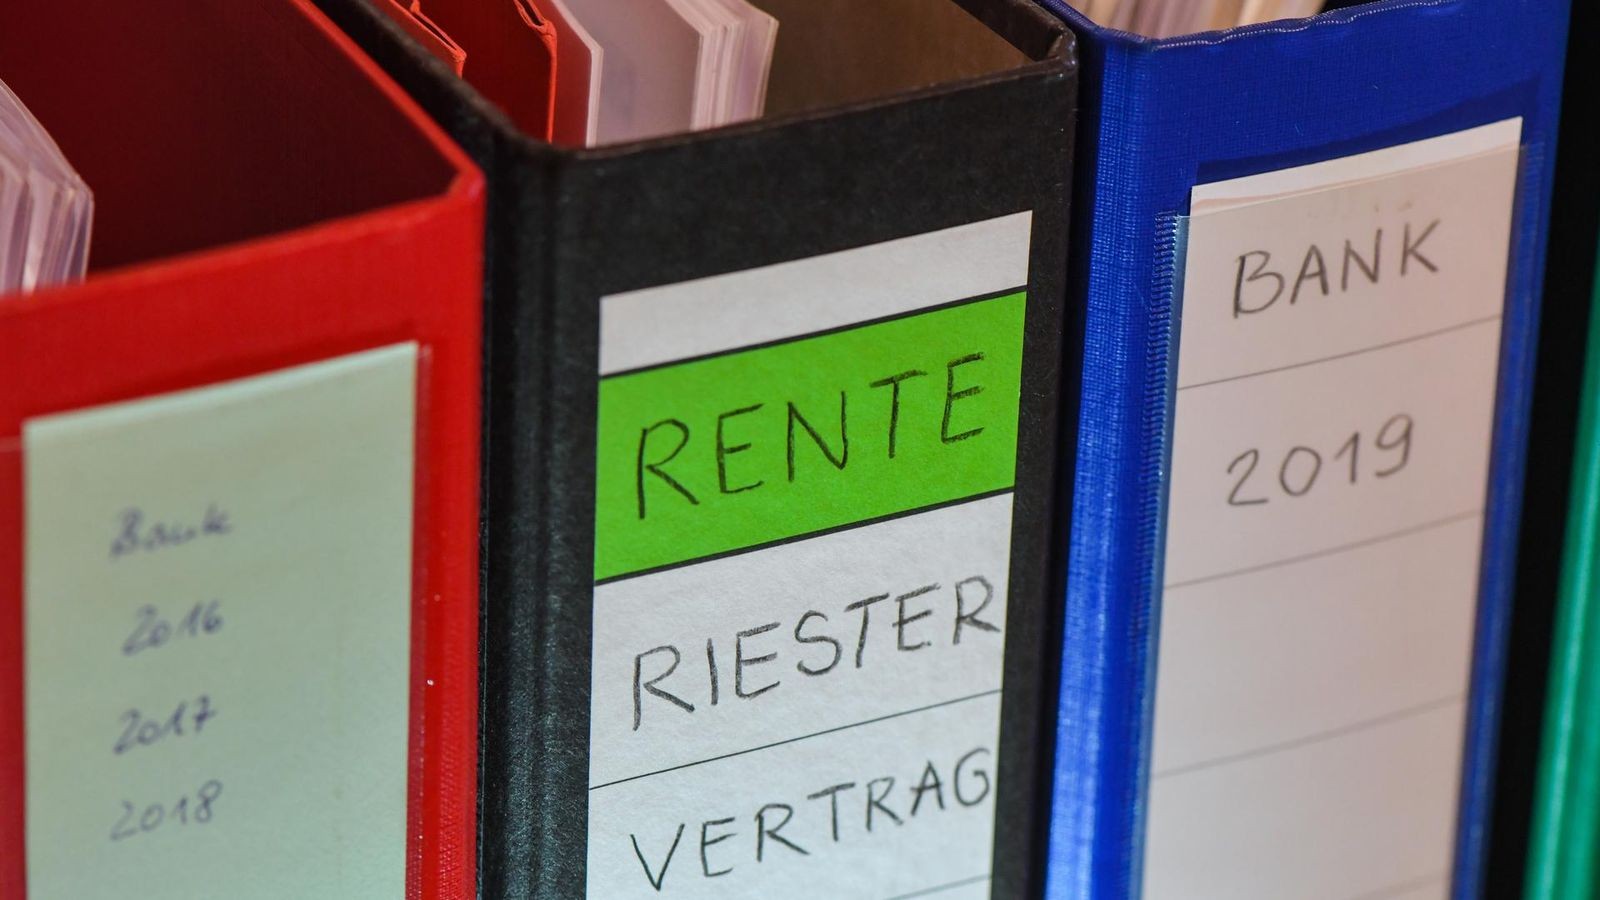 Bank
2016
2017
2018
RENTE
RIESTER
VERTRAG
BANK
2019